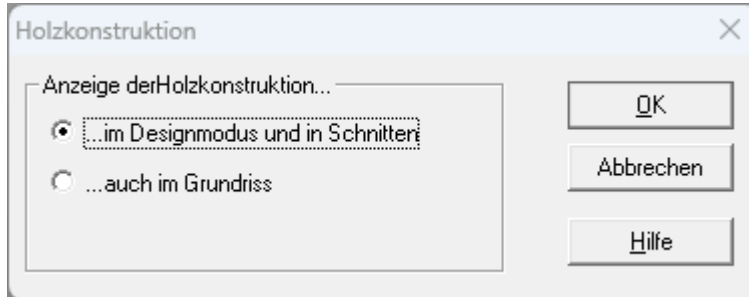 Holzkonstruktion
Anzeige derHolzkonstruktion...
...im Designmodus und in Schnitten
...auch im Grundriss
OK
Abbrechen
Hilfe